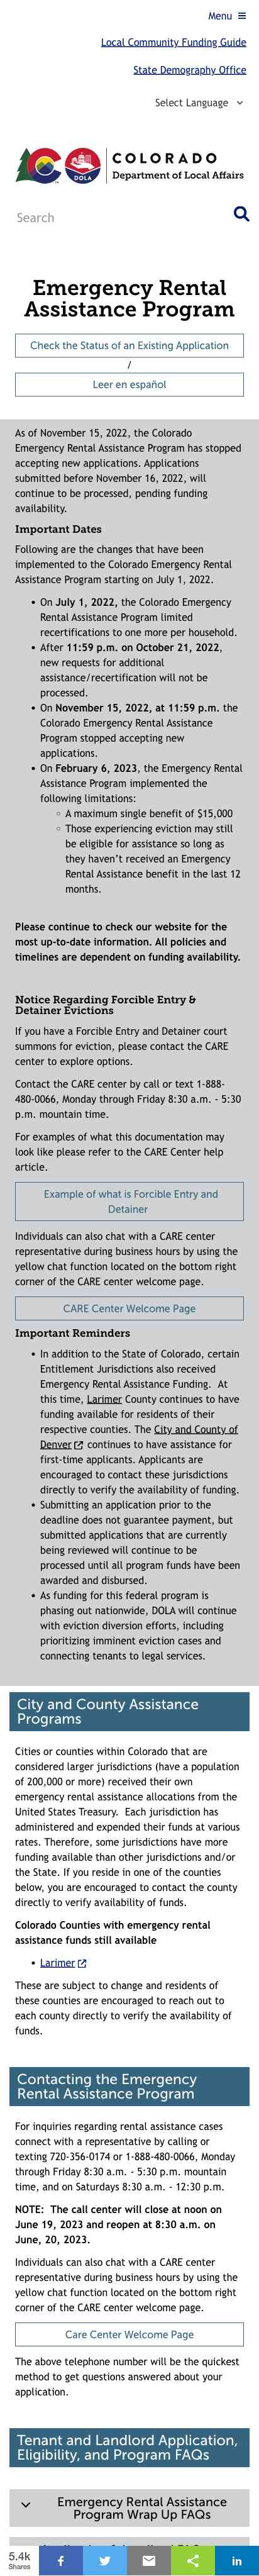 Menu
Local Community Funding Guide
State Demography Office
Select Language
COLORADO
Department of Local Affairs
DOLA
Search
Emergency Rental
Assistance Program
Check the Status of an Existing Application
/
Leer en español
As of November 15, 2022, the Colorado
Emergency Rental Assistance Program has stopped
accepting new applications. Applications
submitted before November 16, 2022, will
continue to be processed, pending funding
availability.
Important Dates
Following are the changes that have been
implemented to the Colorado Emergency Rental
Assistance Program starting on July 1, 2022.
• On July 1, 2022, the Colorado Emergency
Rental Assistance Program limited
recertifications to one more per household.
• After 11:59 p.m. on October 21, 2022,
new requests for additional
assistance/recertification will not be
processed.
• On November 15, 2022, at 11:59 p.m. the
Colorado Emergency Rental Assistance
Program stopped accepting new
applications.
• On February 6, 2023, the Emergency Rental
Assistance Program implemented the
following limitations:
◦ A maximum single benefit of $15,000
◦ Those experiencing eviction may still
be eligible for assistance so long as
they haven't received an Emergency
Rental Assistance benefit in the last 12
months.
Please continue to check our website for the
most up-to-date information. All policies and
timelines are dependent on funding availability.
Notice Regarding Forcible Entry &
Detainer Evictions
If you have a Forcible Entry and Detainer court
summons for eviction, please contact the CARE
center to explore options.
Contact the CARE center by call or text 1-888-
480-0066, Monday through Friday 8:30 a.m. - 5:30
p.m. mountain time.
For examples of what this documentation may
look like please refer to the CARE Center help
article.
Example of what is Forcible Entry and
Detainer
Individuals can also chat with a CARE center
representative during business hours by using the
yellow chat function located on the bottom right
corner of the CARE center welcome page.
CARE Center Welcome Page
Important Reminders
• In addition to the State of Colorado, certain
Entitlement Jurisdictions also received
Emergency Rental Assistance Funding. At
this time, Larimer County continues to have
funding available for residents of their
respective counties. The City and County of
Denver continues to have assistance for
first-time applicants. Applicants are
encouraged to contact these jurisdictions
directly to verify the availability of funding.
• Submitting an application prior to the
deadline does not guarantee payment, but
submitted applications that are currently
being reviewed will continue to be
processed until all program funds have been
awarded and disbursed.
• As funding for this federal program is
phasing out nationwide, DOLA will continue
with eviction diversion efforts, including
prioritizing imminent eviction cases and
connecting tenants to legal services.
City and County Assistance
Programs
Cities or counties within Colorado that are
considered larger jurisdictions (have a population
of 200,000 or more) received their own
emergency rental assistance allocations from the
United States Treasury. Each jurisdiction has
administered and expended their funds at various
rates. Therefore, some jurisdictions have more
funding available than other jurisdictions and/or
the State. If you reside in one of the counties
below, you are encouraged to contact the county
directly to verify availability of funds.
Colorado Counties with emergency rental
assistance funds still available
• Larimer
These are subject to change and residents of
these counties are encouraged to reach out to
each county directly to verify the availability of
funds.
Contacting the Emergency
Rental Assistance Program
For inquiries regarding rental assistance cases
connect with a representative by calling or
texting 720-356-0174 or 1-888-480-0066, Monday
through Friday 8:30 a.m. - 5:30 p.m. mountain
time, and on Saturdays 8:30 a.m. - 12:30 p.m.
NOTE: The call center will close at noon on
June 19, 2023 and reopen at 8:30 a.m. on
June, 20, 2023.
Individuals can also chat with a CARE center
representative during business hours by using the
yellow chat function located on the bottom right
corner of the CARE center welcome page.
Care Center Welcome Page
The above telephone number will be the quickest
method to get questions answered about your
application.
Tenant and Landlord Application,
Eligibility, and Program FAQs
Emergency Rental Assistance
Program Wrap Up FAQs
5.4k
Shares